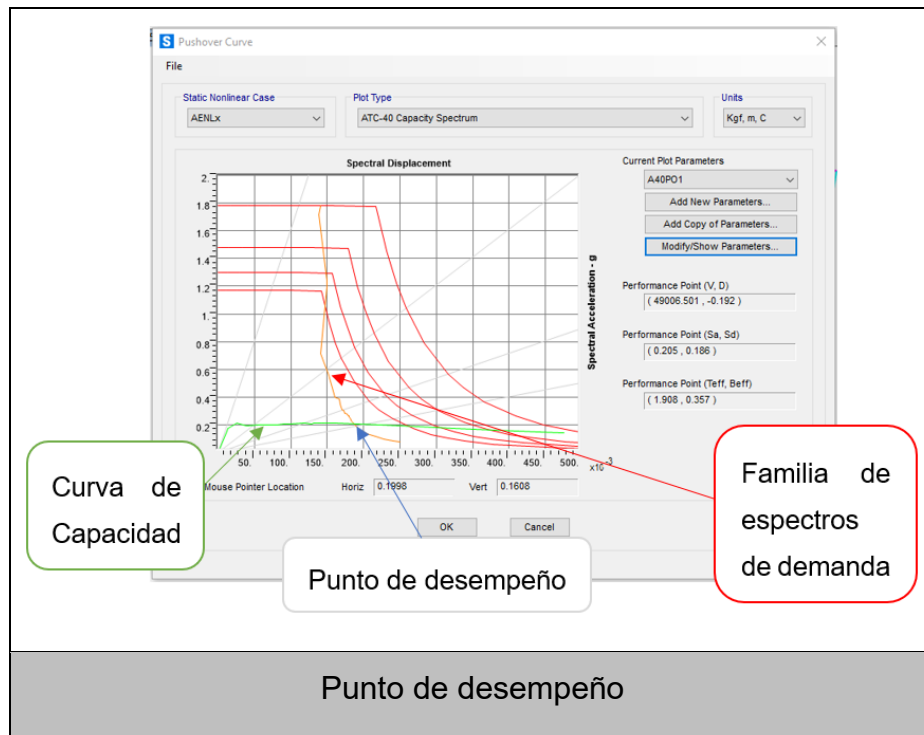 S Pushover Curve
File
Static Nonlinear Case
Plot Type
Units
AENLx
ATC-40 Capacity Spectrum
Kgf, m, C
Spectral Displacement
Current Plot Parameters
A40PO1
Add New Parameters...
Add Copy of Parameters...
Modify/Show Parameters...
2.
1.8
1.6
1.4
1.2
1.
0.8
0.6
0.4
0.2
Spectral Acceleration - g
Performance Point (V, D)
( 49006.501 , -0.192 )
Performance Point (Sa, Sd)
( 0.205 , 0.186 )
Performance Point (Teff, Beff)
( 1.908 , 0.357 )
50. 100. 150. 200. 250. 300. 350. 400. 450. 500. x10⁻³
Mouse Pointer Location Horiz 0.1998 Vert 0.1608
OK Cancel
Curva de
Capacidad
Punto de desempeño
Familia de
espectros
de demanda
Punto de desempeño